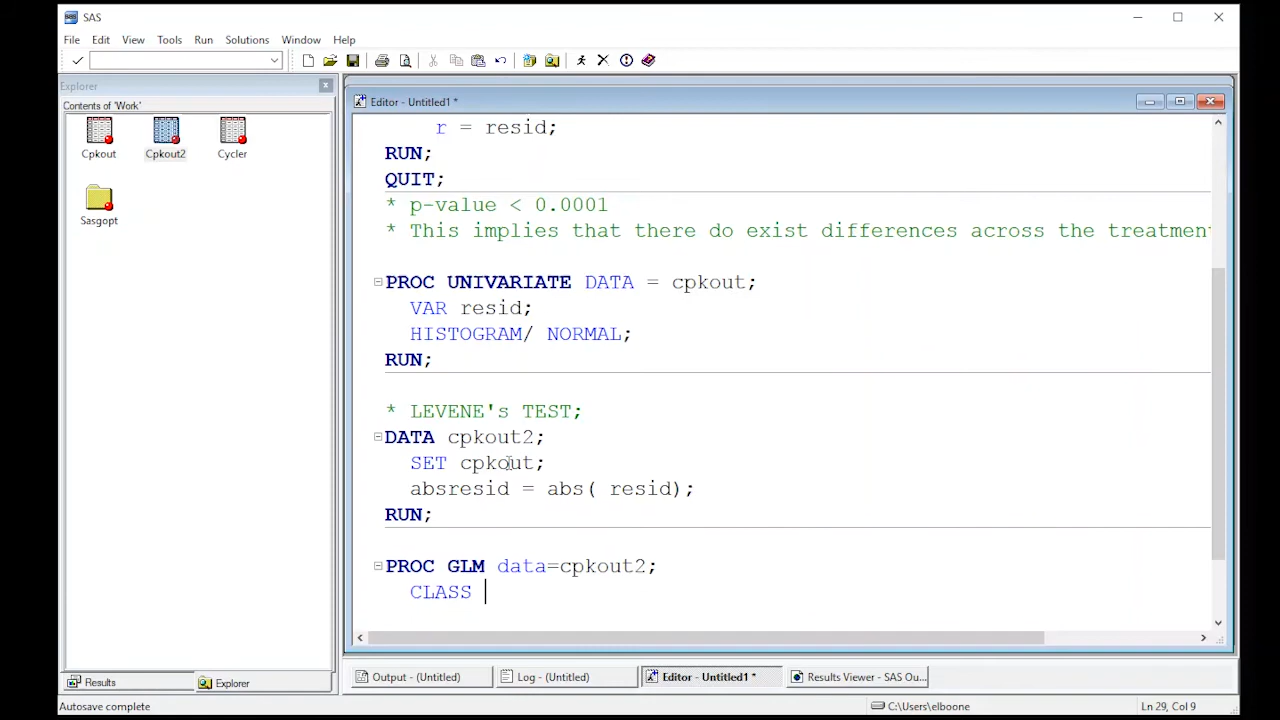 SAS
File Edit View Tools Run Solutions Window Help
Explorer
Contents of 'Work'
Cpkout Cpkout2 Cycler
Sasgopt
Results Explorer
Editor - Untitled1 *
r = resid;
RUN;
QUIT;
* p-value < 0.0001
* This implies that there do exist differences across the treatmen
PROC UNIVARIATE DATA = cpkout;
VAR resid;
HISTOGRAM/ NORMAL;
RUN;
* LEVENE's TEST;
DATA cpkout2;
SET cpkout;
absresid = abs( resid);
RUN;
PROC GLM data=cpkout2;
CLASS
Output - (Untitled) Log - (Untitled) Editor - Untitled1 * Results Viewer - SAS Ou...
Autosave complete C:\Users\elboone Ln 29, Col 9